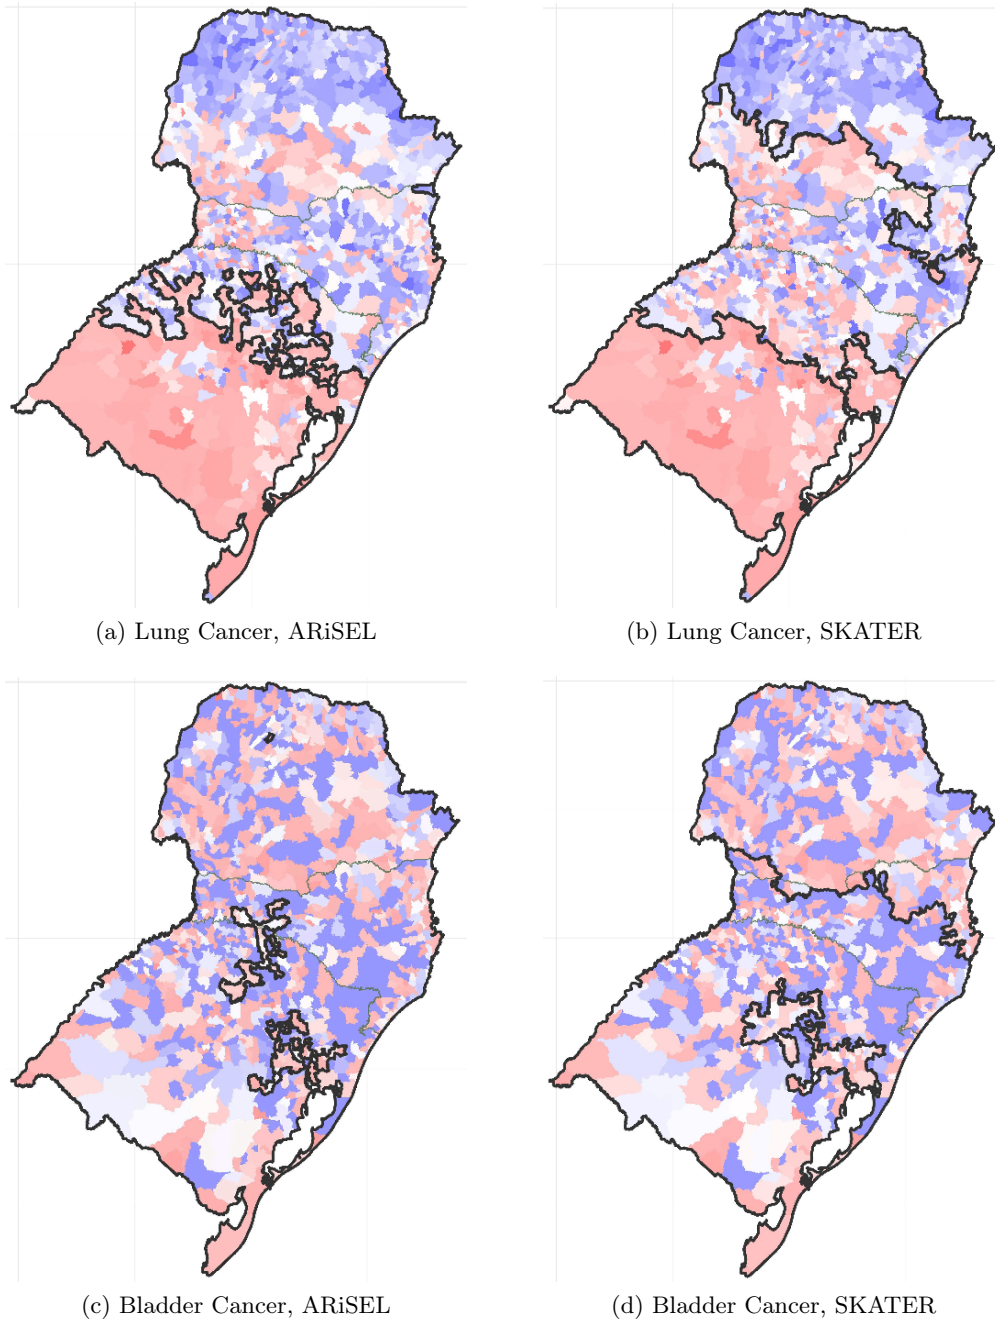 (a) Lung Cancer, ARiSEL
(b) Lung Cancer, SKATER
(c) Bladder Cancer, ARiSEL
(d) Bladder Cancer, SKATER